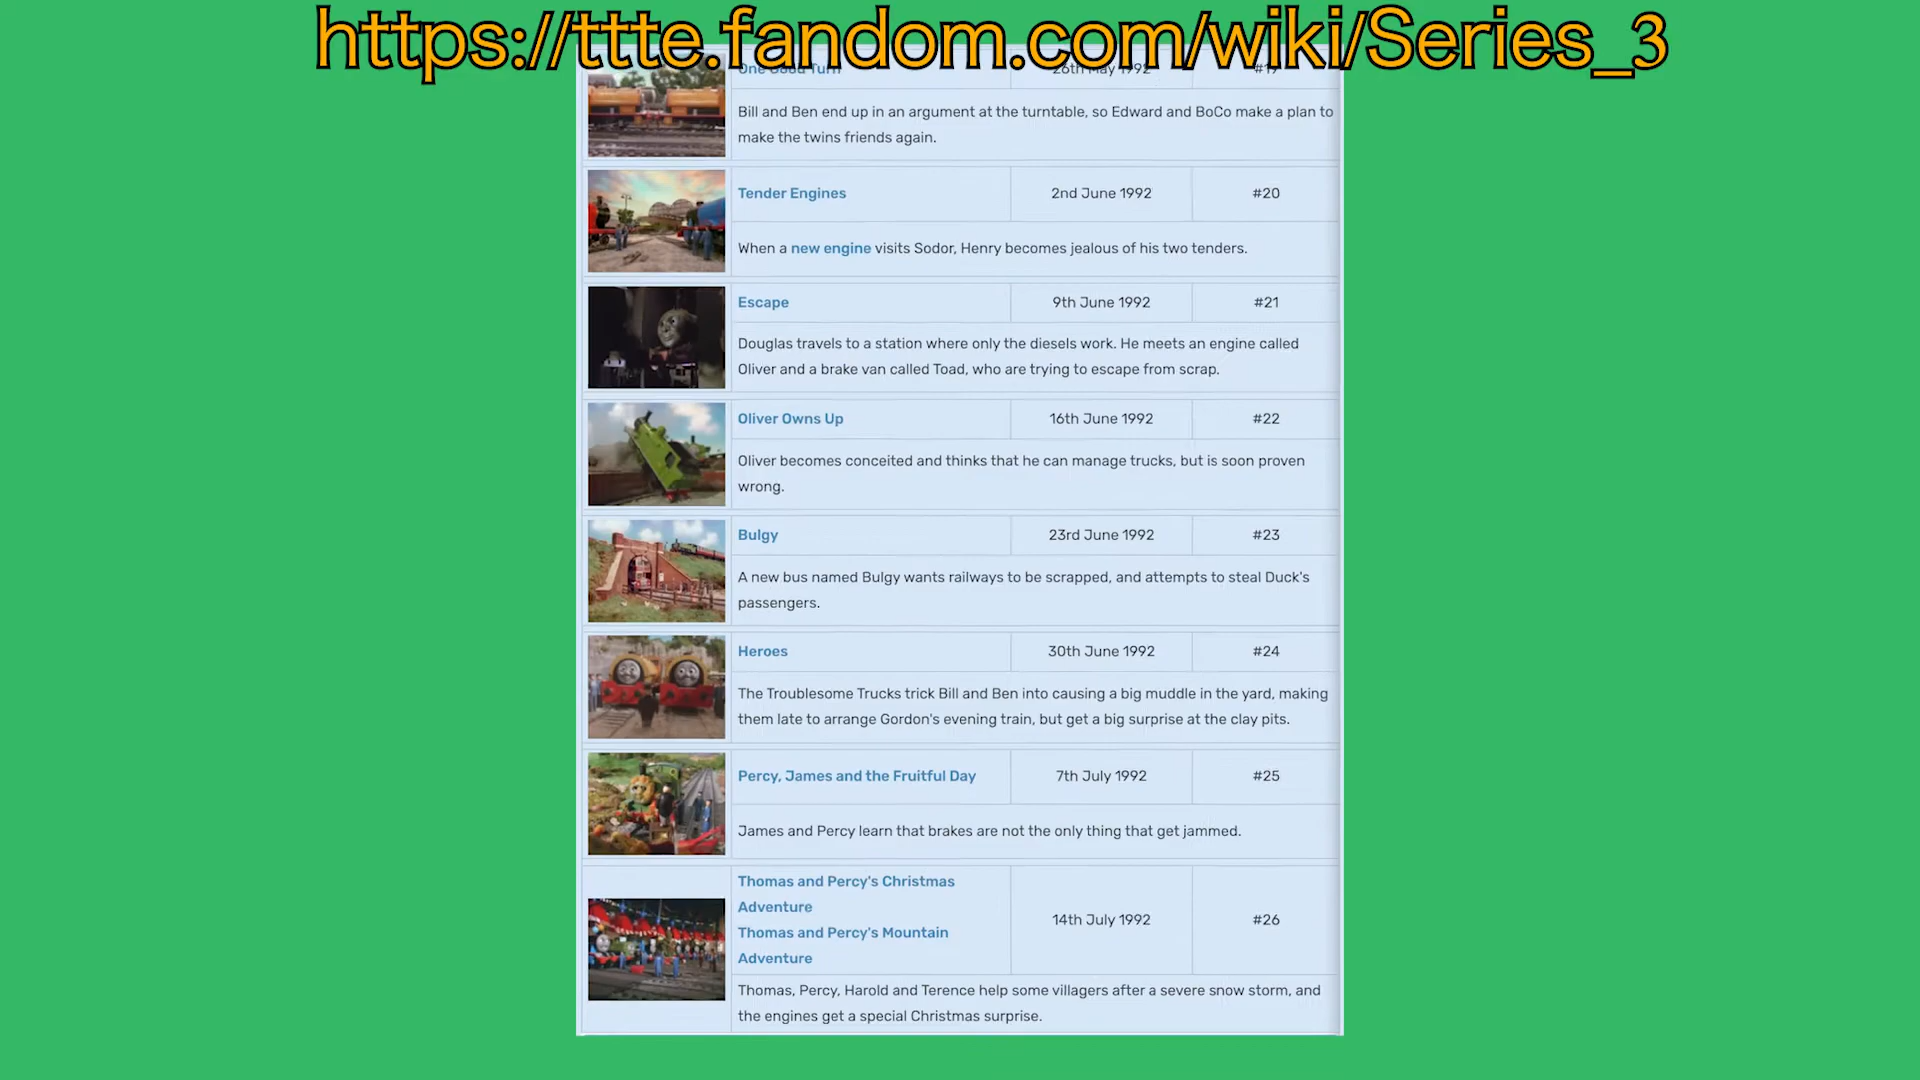 https://ttte.fandom.com/wiki/Series_3
One Good Turn 26th May 1992 #19
Bill and Ben end up in an argument at the turntable, so Edward and BoCo make a plan to
make the twins friends again.
Tender Engines 2nd June 1992 #20
When a new engine visits Sodor, Henry becomes jealous of his two tenders.
Escape 9th June 1992 #21
Douglas travels to a station where only the diesels work. He meets an engine called
Oliver and a brake van called Toad, who are trying to escape from scrap.
Oliver Owns Up 16th June 1992 #22
Oliver becomes conceited and thinks that he can manage trucks, but is soon proven
wrong.
Bulgy 23rd June 1992 #23
A new bus named Bulgy wants railways to be scrapped, and attempts to steal Duck's
passengers.
Heroes 30th June 1992 #24
The Troublesome Trucks trick Bill and Ben into causing a big muddle in the yard, making
them late to arrange Gordon's evening train, but get a big surprise at the clay pits.
Percy, James and the Fruitful Day 7th July 1992 #25
James and Percy learn that brakes are not the only thing that get jammed.
Thomas and Percy's Christmas
Adventure
Thomas and Percy's Mountain
Adventure
14th July 1992 #26
Thomas, Percy, Harold and Terence help some villagers after a severe snow storm, and
the engines get a special Christmas surprise.